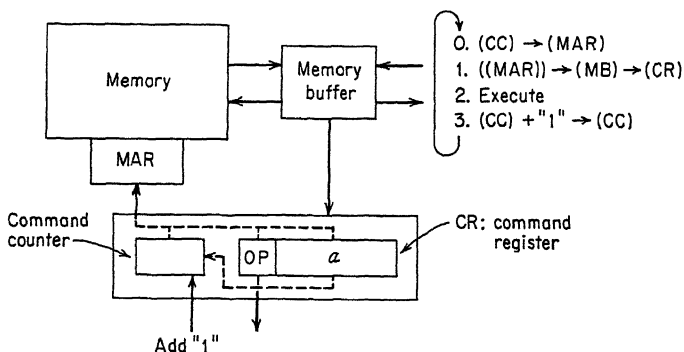 Memory
Memory
buffer
0. (CC) → (MAR)
1. ((MAR)) → (MB) → (CR)
2. Execute
3. (CC) + "1" → (CC)
MAR
Command
counter
OP
a
CR: command
register
Add "1"